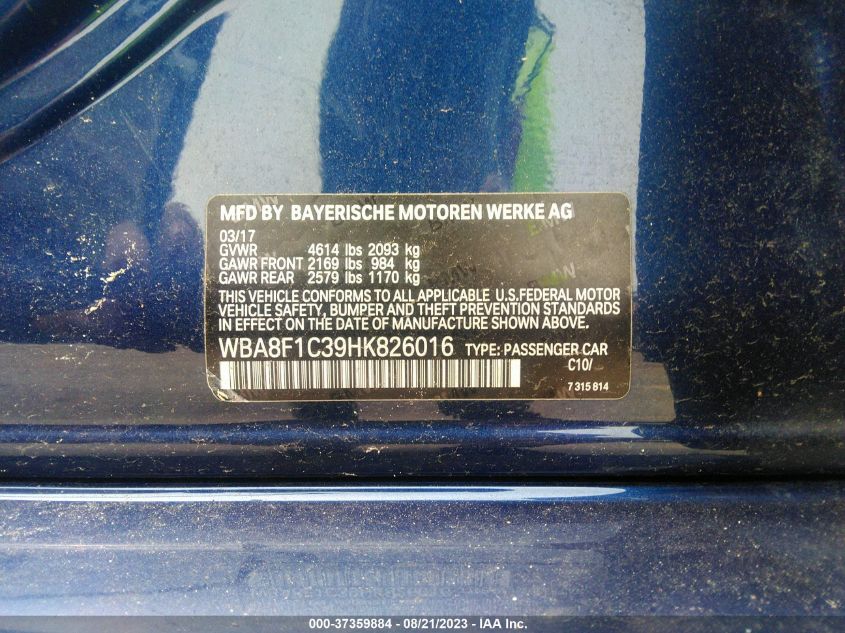 MFD BY BAYERISCHE MOTOREN WERKE AG
03/17
GVWR 4614 lbs 2093 kg
GAWR FRONT 2169 lbs 984 kg
GAWR REAR 2579 lbs 1170 kg
THIS VEHICLE CONFORMS TO ALL APPLICABLE U.S.FEDERAL MOTOR
VEHICLE SAFETY, BUMPER AND THEFT PREVENTION STANDARDS
IN EFFECT ON THE DATE OF MANUFACTURE SHOWN ABOVE.
WBA8F1C39HK826016 TYPE: PASSENGER CAR
C10/
7 315 814
000-37359884 - 08/21/2023 - IAA Inc.